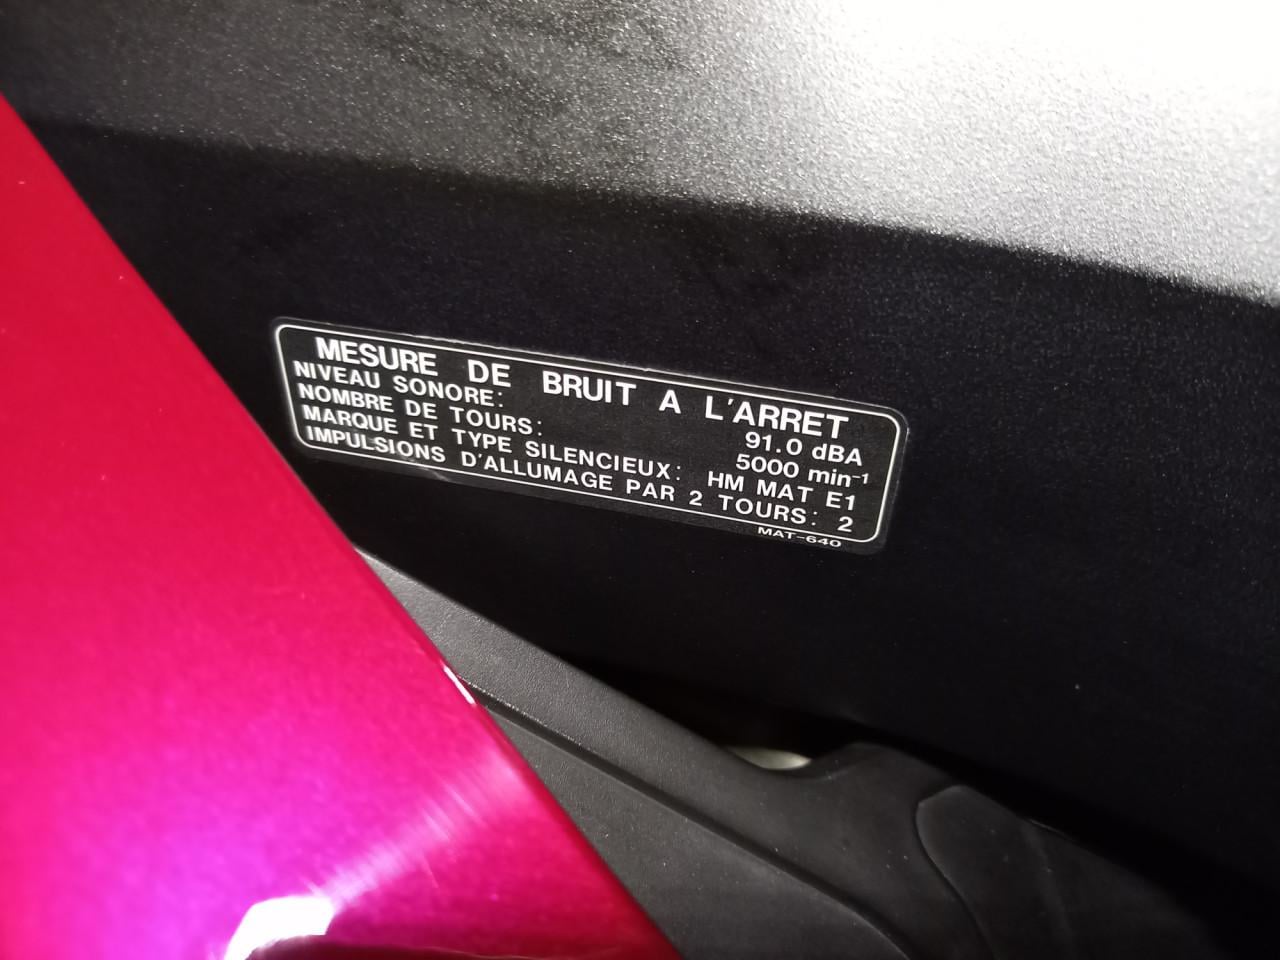 MESURE DE BRUIT A L'ARRET
NIVEAU SONORE: 91.0 dBA
NOMBRE DE TOURS: 5000 min⁻¹
MARQUE ET TYPE SILENCIEUX: HM MAT E1
IMPULSIONS D'ALLUMAGE PAR 2 TOURS: 2
MAT-640